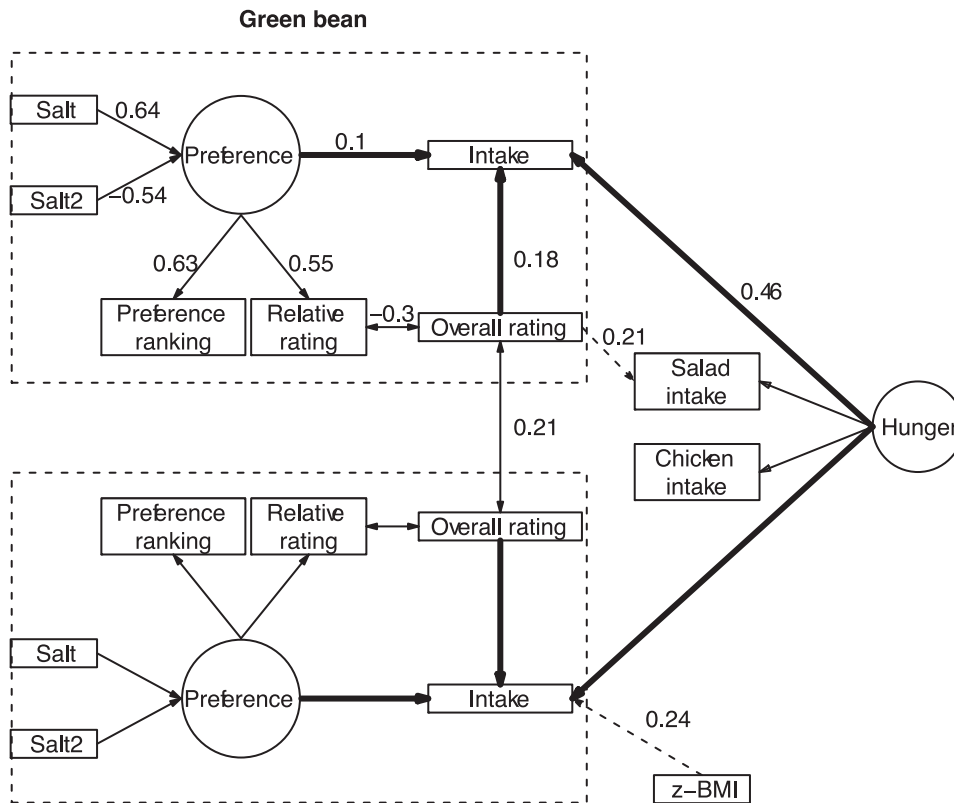 Green bean
Salt
0.64
Preference
0.1
Intake
Salt2
−0.54
0.63
0.55
0.18
0.46
Preference
ranking
Relative
rating
−0.3
Overall rating
0.21
Salad
intake
Hunger
0.21
Chicken
intake
Preference
ranking
Relative
rating
Overall rating
Salt
Preference
Intake
Salt2
0.24
z−BMI